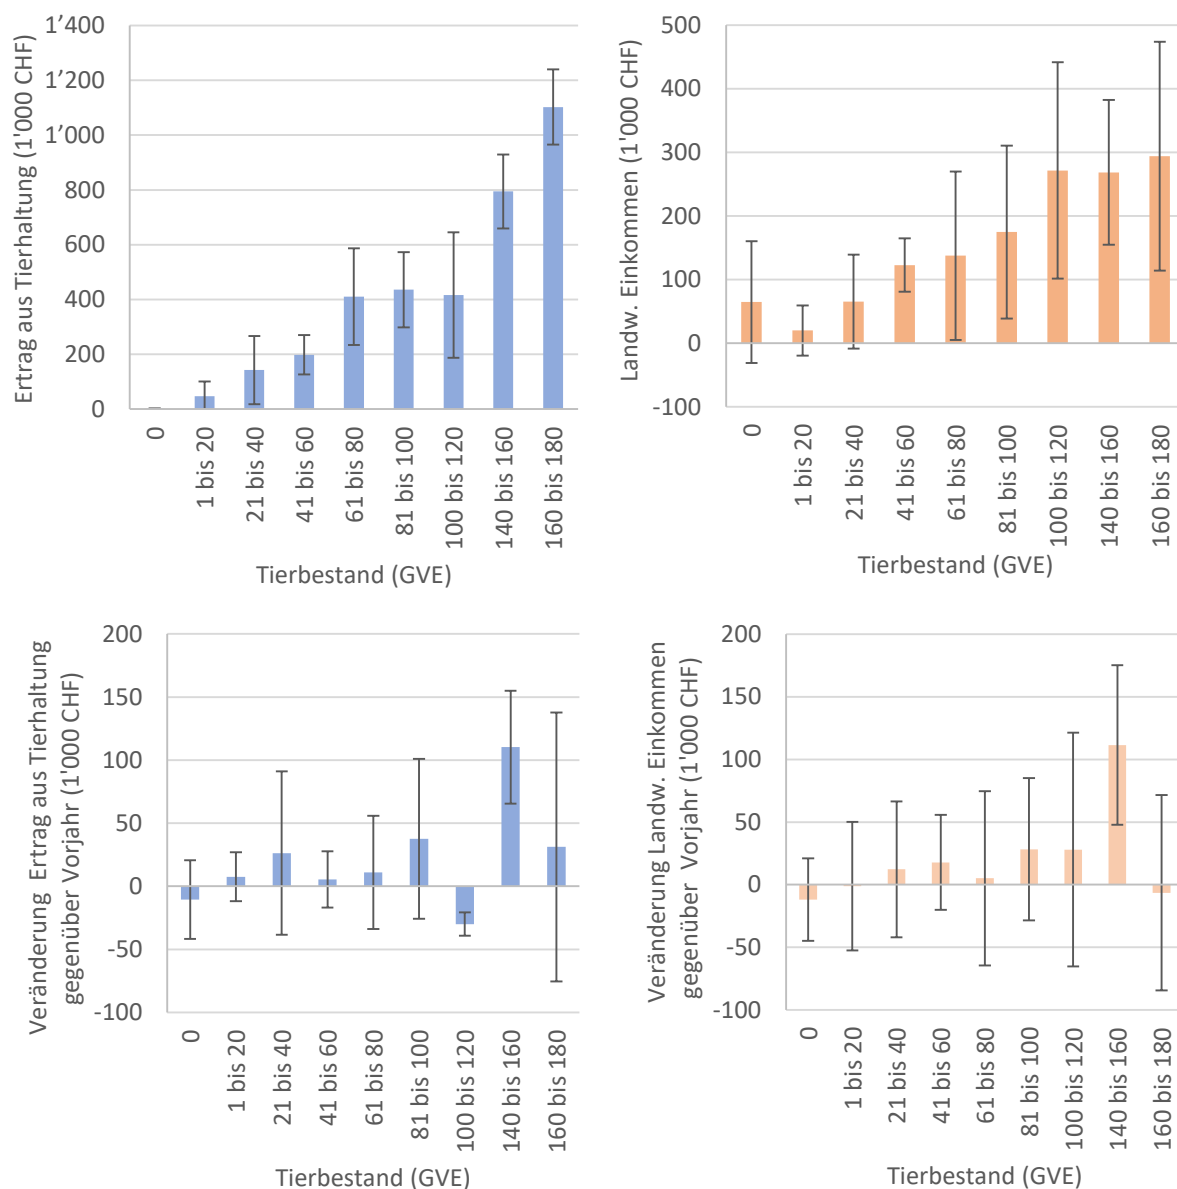 Ertrag aus Tierhaltung (1'000 CHF)
1’400
1’200
1’000
800
600
400
200
0
0
1 bis 20
21 bis 40
41 bis 60
61 bis 80
81 bis 100
100 bis 120
140 bis 160
160 bis 180
Tierbestand (GVE)
Landw. Einkommen (1'000 CHF)
500
400
300
200
100
0
-100
0
1 bis 20
21 bis 40
41 bis 60
61 bis 80
81 bis 100
100 bis 120
140 bis 160
160 bis 180
Tierbestand (GVE)
Veränderung Ertrag aus Tierhaltung
gegenüber Vorjahr (1'000 CHF)
200
150
100
50
0
-50
-100
0
1 bis 20
21 bis 40
41 bis 60
61 bis 80
81 bis 100
100 bis 120
140 bis 160
160 bis 180
Tierbestand (GVE)
Veränderung Landw. Einkommen
gegenüber Vorjahr (1'000 CHF)
200
150
100
50
0
-50
-100
0
1 bis 20
21 bis 40
41 bis 60
61 bis 80
81 bis 100
100 bis 120
140 bis 160
160 bis 180
Tierbestand (GVE)